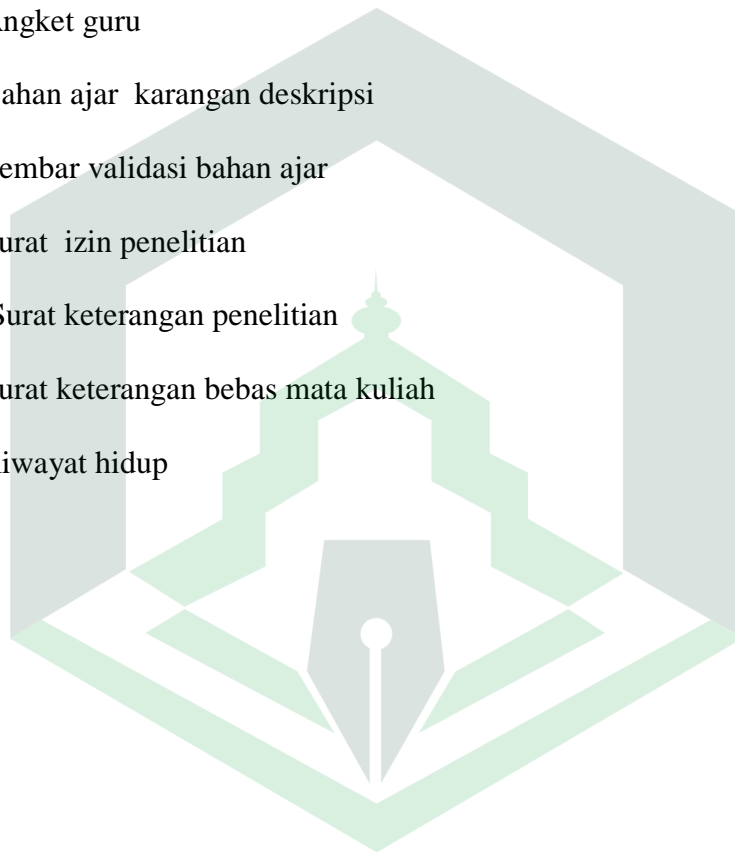 ngket guru
ahan ajar karangan deskripsi
embar validasi bahan ajar
urat izin penelitian
Surat keterangan penelitian
urat keterangan bebas mata kuliah
iwayat hidup